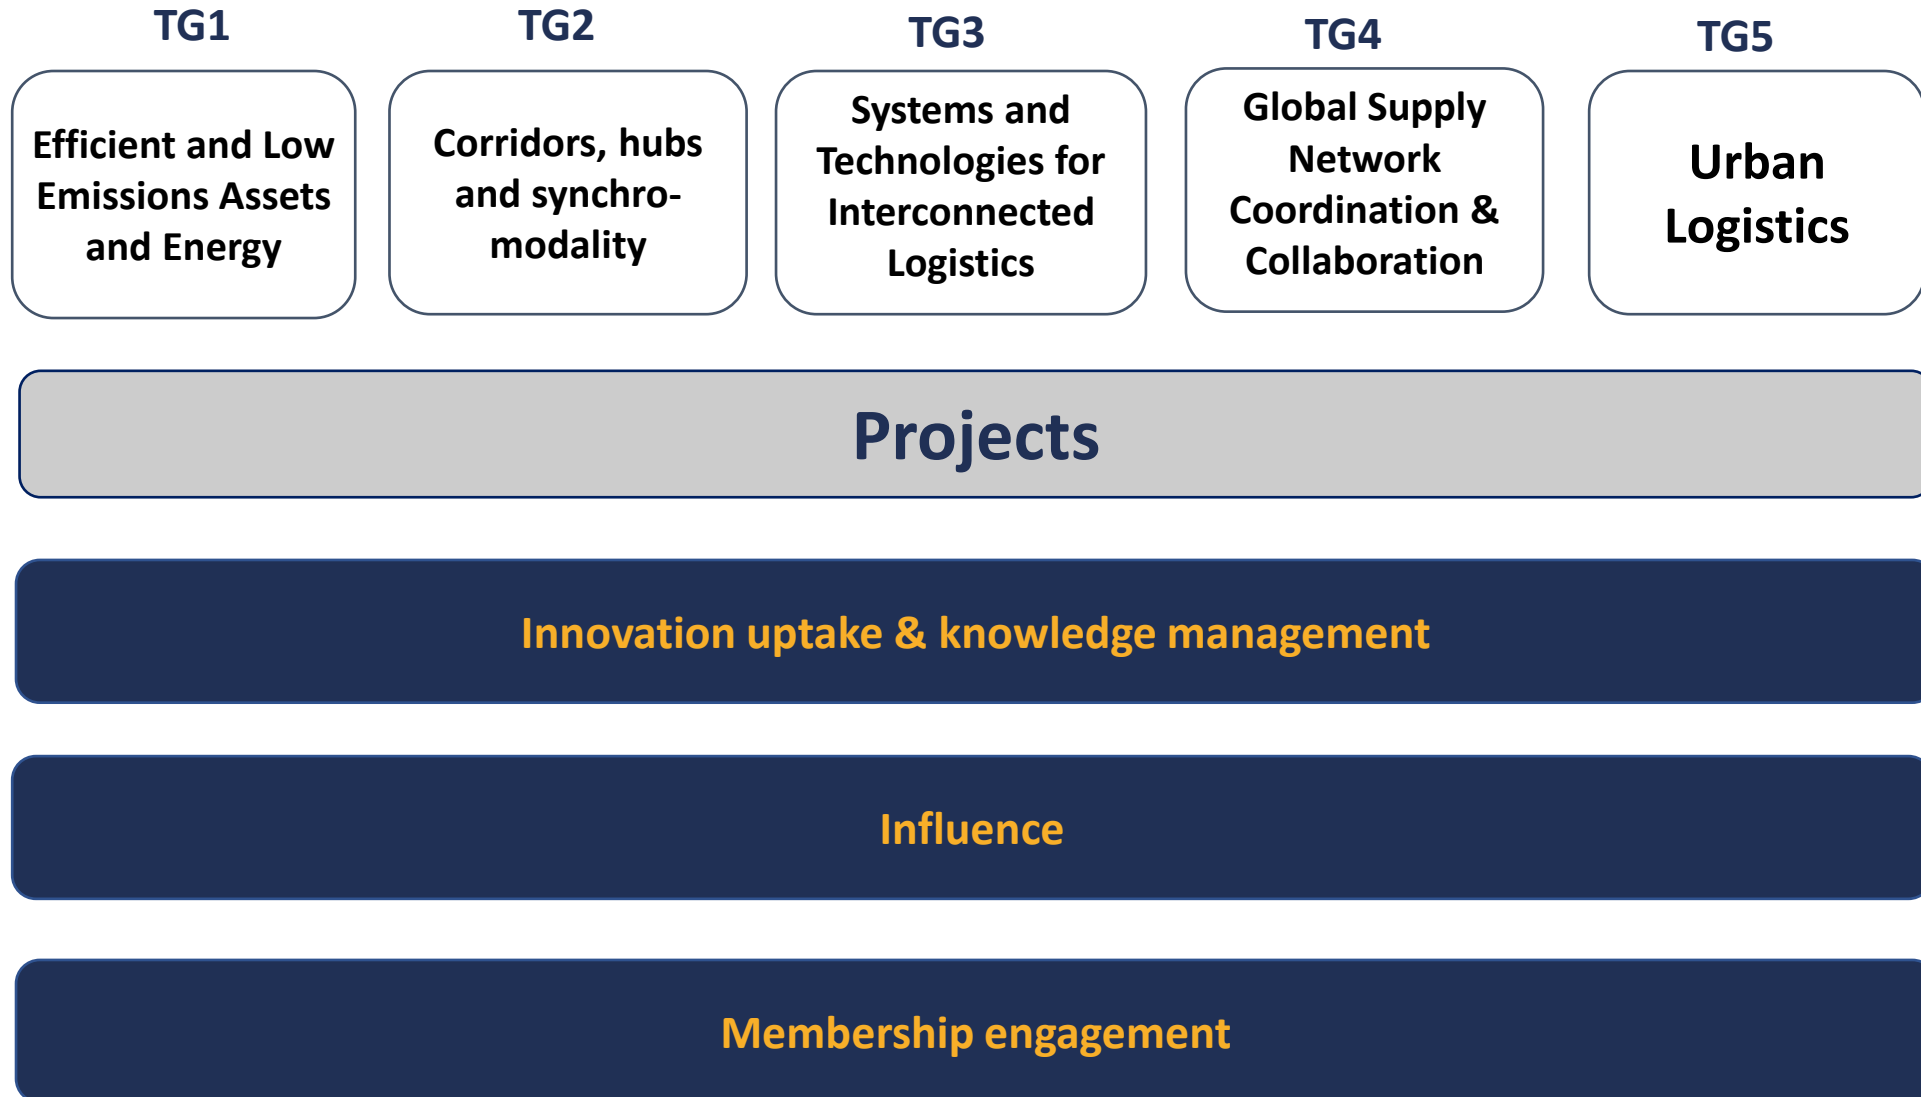 TG1
Efficient and Low
Emissions Assets
and Energy
TG2
Corridors, hubs
and synchro-
modality
TG3
Systems and
Technologies for
Interconnected
Logistics
TG4
Global Supply
Network
Coordination &
Collaboration
TG5
Urban
Logistics
Projects
Innovation uptake & knowledge management
Influence
Membership engagement